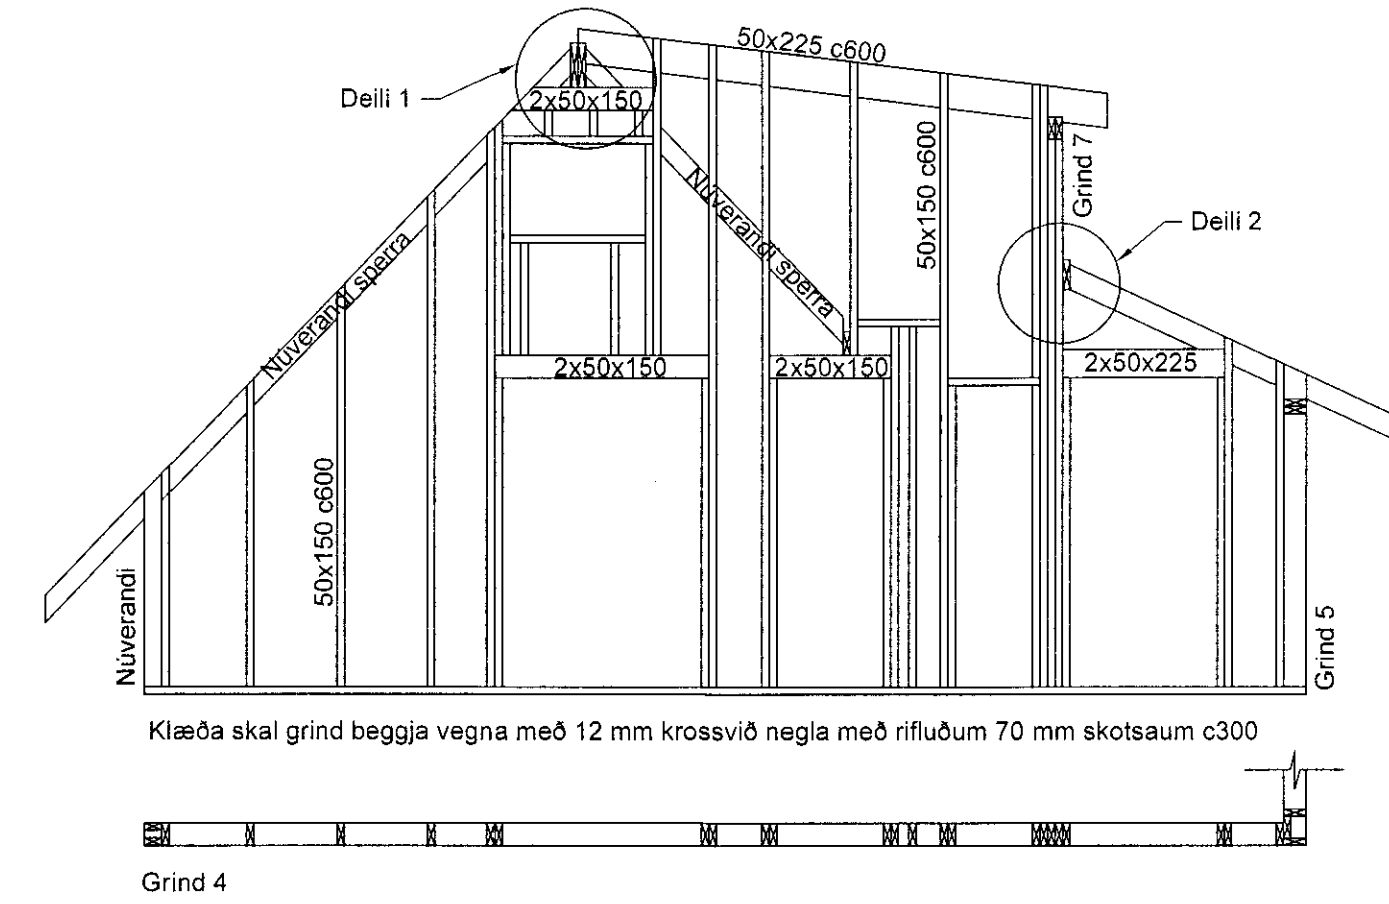 50x225 c600
Deili 1
2x50x150
Grind 7
Núverandi sperra
50x150 c600
Deili 2
Núverandi sperra
2x50x150
2x50x150
2x50x225
50x150 c600
Núverandi
Grind 5
Klæða skal grind beggja vegna með 12 mm krossvið negla með rifluðum 70 mm skotsaum c300
Grind 4